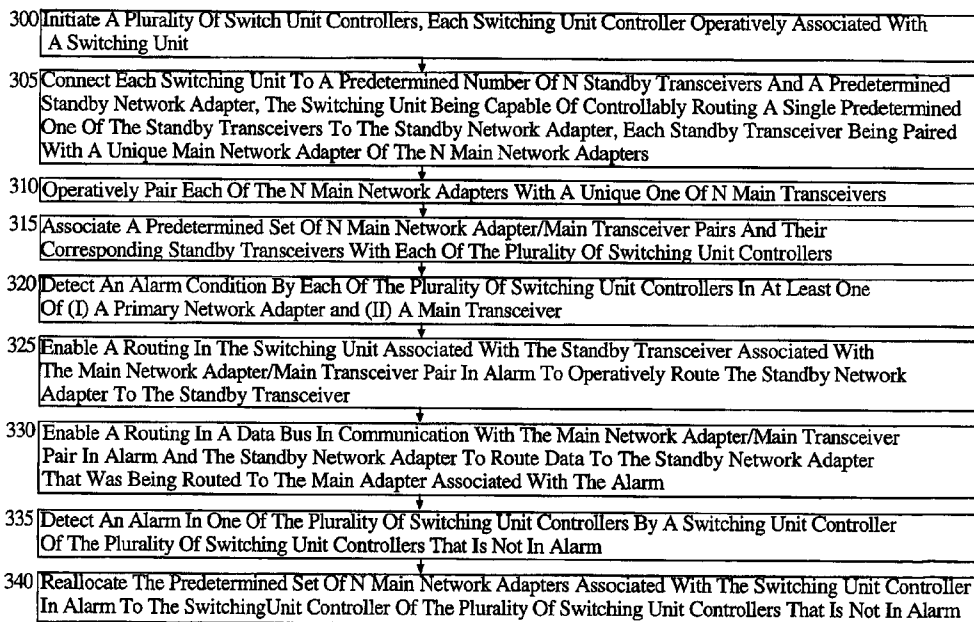 300 Initiate A Plurality Of Switch Unit Controllers, Each Switching Unit Controller Operatively Associated With
A Switching Unit
305 Connect Each Switching Unit To A Predetermined Number Of N Standby Transceivers And A Predetermined
Standby Network Adapter, The Switching Unit Being Capable Of Controllably Routing A Single Predetermined
One Of The Standby Transceivers To The Standby Network Adapter, Each Standby Transceiver Being Paired
With A Unique Main Network Adapter Of The N Main Network Adapters
310 Operatively Pair Each Of The N Main Network Adapters With A Unique One Of N Main Transceivers
315 Associate A Predetermined Set Of N Main Network Adapter/Main Transceiver Pairs And Their
Corresponding Standby Transceivers With Each Of The Plurality Of Switching Unit Controllers
320 Detect An Alarm Condition By Each Of The Plurality Of Switching Unit Controllers In At Least One
Of (I) A Primary Network Adapter and (II) A Main Transceiver
325 Enable A Routing In The Switching Unit Associated With The Standby Transceiver Associated With
The Main Network Adapter/Main Transceiver Pair In Alarm To Operatively Route The Standby Network
Adapter To The Standby Transceiver
330 Enable A Routing In A Data Bus In Communication With The Main Network Adapter/Main Transceiver
Pair In Alarm And The Standby Network Adapter To Route Data To The Standby Network Adapter
That Was Being Routed To The Main Adapter Associated With The Alarm
335 Detect An Alarm In One Of The Plurality Of Switching Unit Controllers By A Switching Unit Controller
Of The Plurality Of Switching Unit Controllers That Is Not In Alarm
340 Reallocate The Predetermined Set Of N Main Network Adapters Associated With The Switching Unit Controller
In Alarm To The SwitchingUnit Controller Of The Plurality Of Switching Unit Controllers That Is Not In Alarm